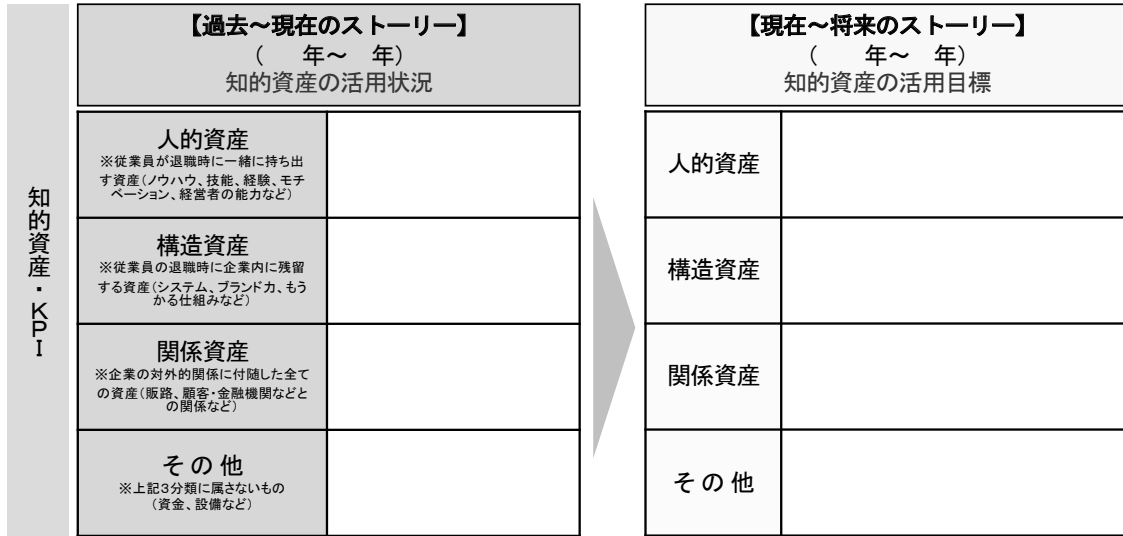 知的資産・KPI
【過去～現在のストーリー】
（　　年～　年）
知的資産の活用状況
人的資産
※従業員が退職時に一緒に持ち出
す資産（ノウハウ、技能、経験、モチ
ベーション、経営者の能力など）
構造資産
※従業員の退職時に企業内に残留
する資産（システム、ブランド力、もう
かる仕組みなど）
関係資産
※企業の対外的関係に付随した全て
の資産（販路、顧客・金融機関などと
の関係など）
その他
※上記３分類に属さないもの
（資金、設備など）
【現在～将来のストーリー】
（　　年～　年）
知的資産の活用目標
人的資産
構造資産
関係資産
その他